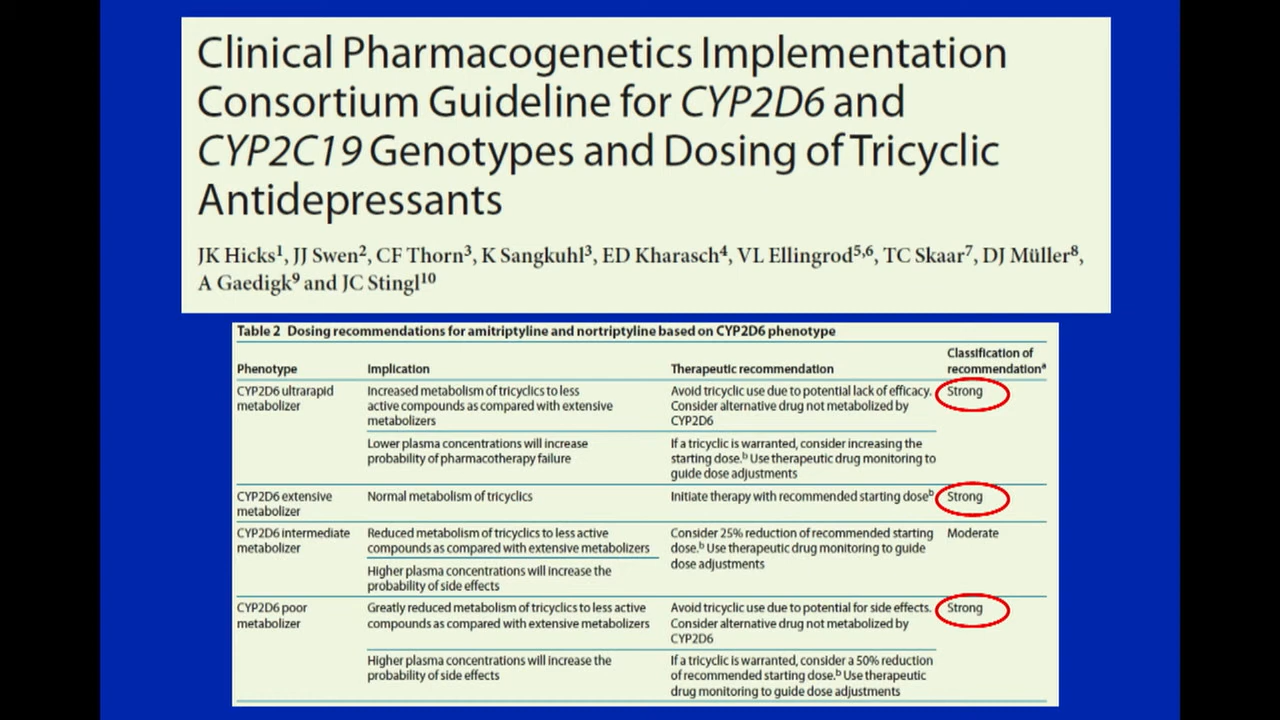 Clinical Pharmacogenetics Implementation
Consortium Guideline for CYP2D6 and
CYP2C19 Genotypes and Dosing of Tricyclic
Antidepressants
JK Hicks¹, JJ Swen², CF Thorn³, K Sangkuhl³, ED Kharasch⁴, VL Ellingrod⁵,⁶, TC Skaar⁷, DJ Müller⁸,
A Gaedigk⁹ and JC Stingl¹⁰
Table 2 Dosing recommendations for amitriptyline and nortriptyline based on CYP2D6 phenotype
Phenotype
Implication
Therapeutic recommendation
Classification of
recommendationᵃ
CYP2D6 ultrarapid
metabolizer
Increased metabolism of tricyclics to less
active compounds as compared with extensive
metabolizers
Avoid tricyclic use due to potential lack of efficacy.
Consider alternative drug not metabolized by
CYP2D6
Strong
Lower plasma concentrations will increase
probability of pharmacotherapy failure
If a tricyclic is warranted, consider increasing the
starting dose.ᵇ Use therapeutic drug monitoring to
guide dose adjustments
CYP2D6 extensive
metabolizer
Normal metabolism of tricyclics
Initiate therapy with recommended starting doseᵇ
Strong
CYP2D6 intermediate
metabolizer
Reduced metabolism of tricyclics to less active
compounds as compared with extensive metabolizers
Consider 25% reduction of recommended starting
dose.ᵇ Use therapeutic drug monitoring to guide
dose adjustments
Moderate
Higher plasma concentrations will increase the
probability of side effects
CYP2D6 poor
metabolizer
Greatly reduced metabolism of tricyclics to less active
compounds as compared with extensive metabolizers
Avoid tricyclic use due to potential for side effects.
Consider alternative drug not metabolized by
CYP2D6
Strong
Higher plasma concentrations will increase the
probability of side effects
If a tricyclic is warranted, consider a 50% reduction
of recommended starting dose.ᵇ Use therapeutic
drug monitoring to guide dose adjustments